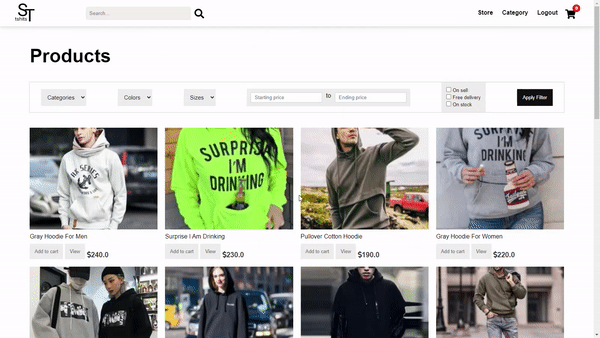 ST
tshits
Search...
Store
Category
Logout
0
Products
Categories
Colors
Sizes
Starting price
to
Ending price
On sell
Free delivery
On stock
Apply Filter
SURPRISE
I'M
DRINKING
SURPRISE
I'M
DRINKING
Gray Hoodie For Men
Surprise I Am Drinking
Pullover Cotton Hoodie
Gray Hoodie For Women
Add to cart
View
$240.0
Add to cart
View
$230.0
Add to cart
View
$190.0
Add to cart
View
$220.0